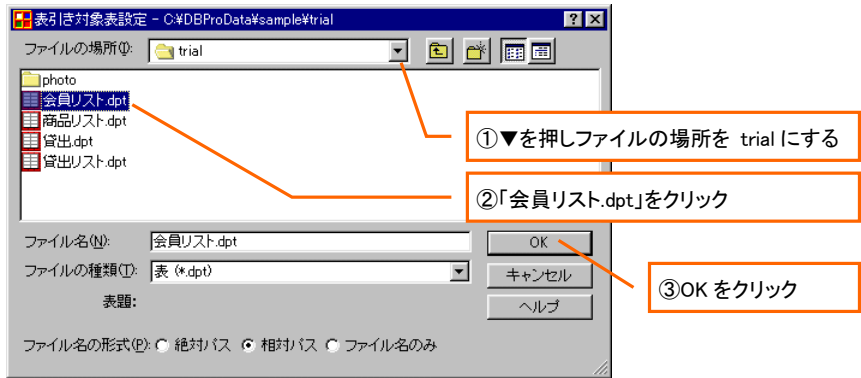 表引き対象表設定 - C:¥DBProData¥sample¥trial
ファイルの場所(I):
trial
photo
会員リスト.dpt
商品リスト.dpt
貸出.dpt
貸出リスト.dpt
①▼を押しファイルの場所を trialにする
②「会員リスト.dpt」をクリック
ファイル名(N): 会員リスト.dpt
OK
ファイルの種類(T): 表 (*.dpt)
キャンセル
③OK をクリック
表題:
ヘルプ
ファイル名の形式(P): 絶対パス 相対パス ファイル名のみ